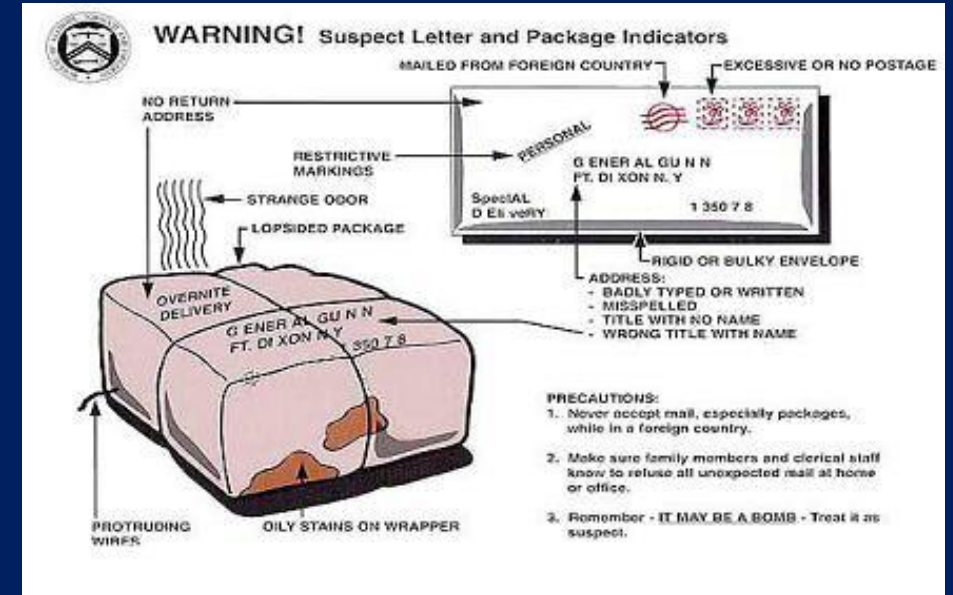 WARNING! Suspect Letter and Package Indicators
MAILED FROM FOREIGN COUNTRY
EXCESSIVE OR NO POSTAGE
NO RETURN
ADDRESS
RESTRICTIVE
MARKINGS
PERSONAL
G ENER AL GU N N
FT. DI XON N. Y
SpecIAL
D Eli veRY
1 350 7 8
STRANGE ODOR
LOPSIDED PACKAGE
RIGID OR BULKY ENVELOPE
ADDRESS:
- BADLY TYPED OR WRITTEN
- MISSPELLED
- TITLE WITH NO NAME
- WRONG TITLE WITH NAME
OVERNITE
DELIVERY
G ENER AL GU N N
FT. DI XON N Y 350 7 8
PROTRUDING
WIRES
OILY STAINS ON WRAPPER
PRECAUTIONS:
1. Never accept mail, especially packages,
while in a foreign country.
2. Make sure family members and clerical staff
know to refuse all unexpected mail at home
or office.
3. Remember - IT MAY BE A BOMB - Treat it as
suspect.